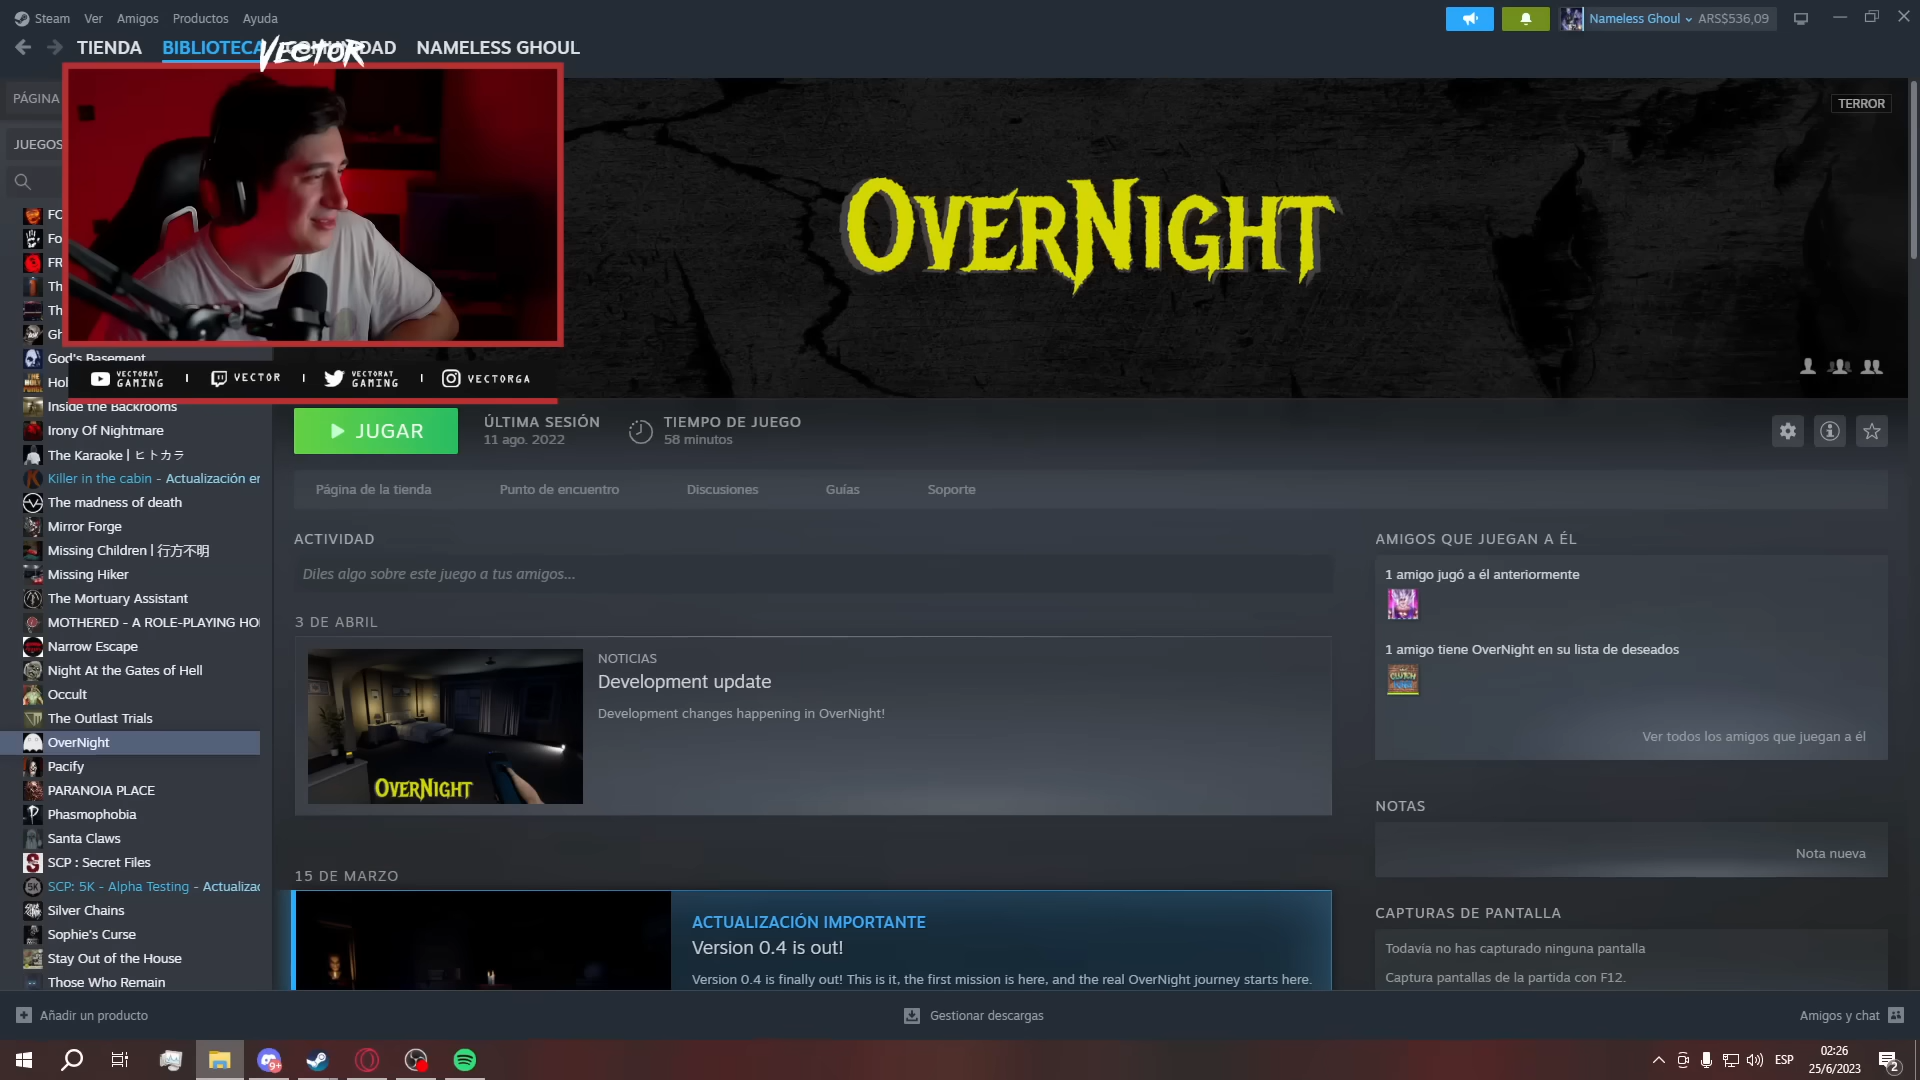 Steam Ver Amigos Productos Ayuda
Nameless Ghoul ARS$536,09
TIENDA BIBLIOTECA COMUNIDAD NAMELESS GHOUL
VECTOR
PÁGINA
TERROR
JUEGOS
OVERNIGHT
FO
Fo
FR
Th
Th
Gh
God's Basement
Hol
VECTORAT GAMING | VECTOR | VECTORAT GAMING | VECTORGA
Inside the Backrooms
Irony Of Nightmare
The Karaoke | ヒトカラ
Killer in the cabin - Actualización er
The madness of death
Mirror Forge
Missing Children | 行方不明
Missing Hiker
The Mortuary Assistant
MOTHERED - A ROLE-PLAYING HO
Narrow Escape
Night At the Gates of Hell
Occult
The Outlast Trials
OverNight
Pacify
PARANOIA PLACE
Phasmophobia
Santa Claws
SCP : Secret Files
SCP: 5K - Alpha Testing - Actualizac
Silver Chains
Sophie's Curse
Stay Out of the House
Those Who Remain
JUGAR
ÚLTIMA SESIÓN
11 ago. 2022
TIEMPO DE JUEGO
58 minutos
Página de la tienda Punto de encuentro Discusiones Guías Soporte
ACTIVIDAD
Diles algo sobre este juego a tus amigos...
3 DE ABRIL
NOTICIAS
Development update
Development changes happening in OverNight!
OVERNIGHT
15 DE MARZO
ACTUALIZACIÓN IMPORTANTE
Version 0.4 is out!
Version 0.4 is finally out! This is it, the first mission is here, and the real OverNight journey starts here.
AMIGOS QUE JUEGAN A ÉL
1 amigo jugó a él anteriormente
1 amigo tiene OverNight en su lista de deseados
Ver todos los amigos que juegan a él
NOTAS
Nota nueva
CAPTURAS DE PANTALLA
Todavía no has capturado ninguna pantalla
Captura pantallas de la partida con F12.
Añadir un producto
Gestionar descargas
Amigos y chat
9+
ESP
02:26
25/6/2023
2